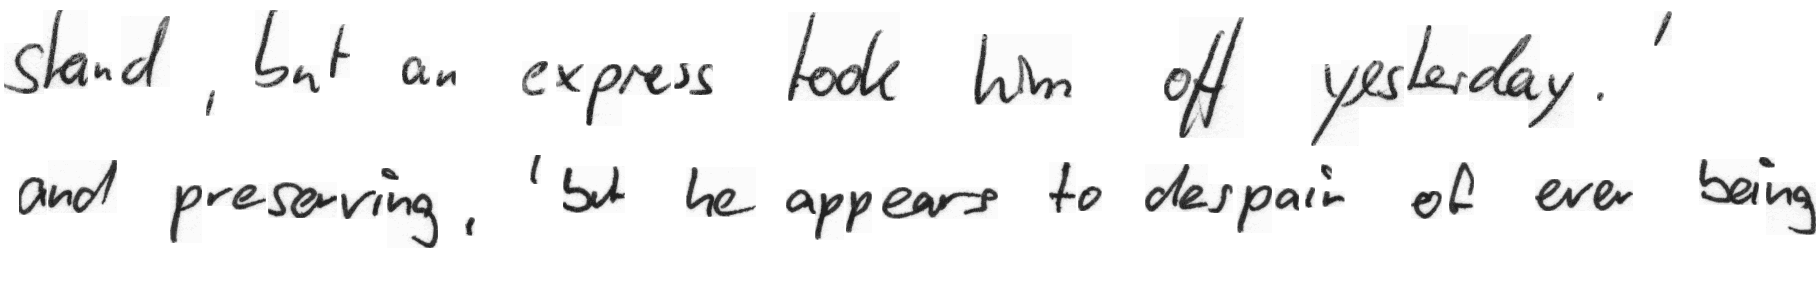 stand, but an express took him off yesterday.'
and preserving, 'but he appears to despair of ever being